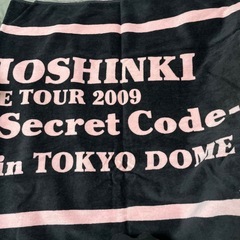 HOSHINKI
E TOUR 2009
Secret Code-
in TOKYO DOME